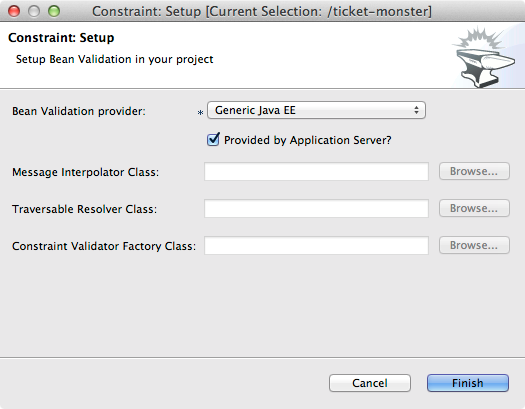 Constraint: Setup [Current Selection: /ticket-monster]
Constraint: Setup
Setup Bean Validation in your project
Bean Validation provider: * Generic Java EE
Provided by Application Server?
Message Interpolator Class: Browse...
Traversable Resolver Class: Browse...
Constraint Validator Factory Class: Browse...
Cancel Finish